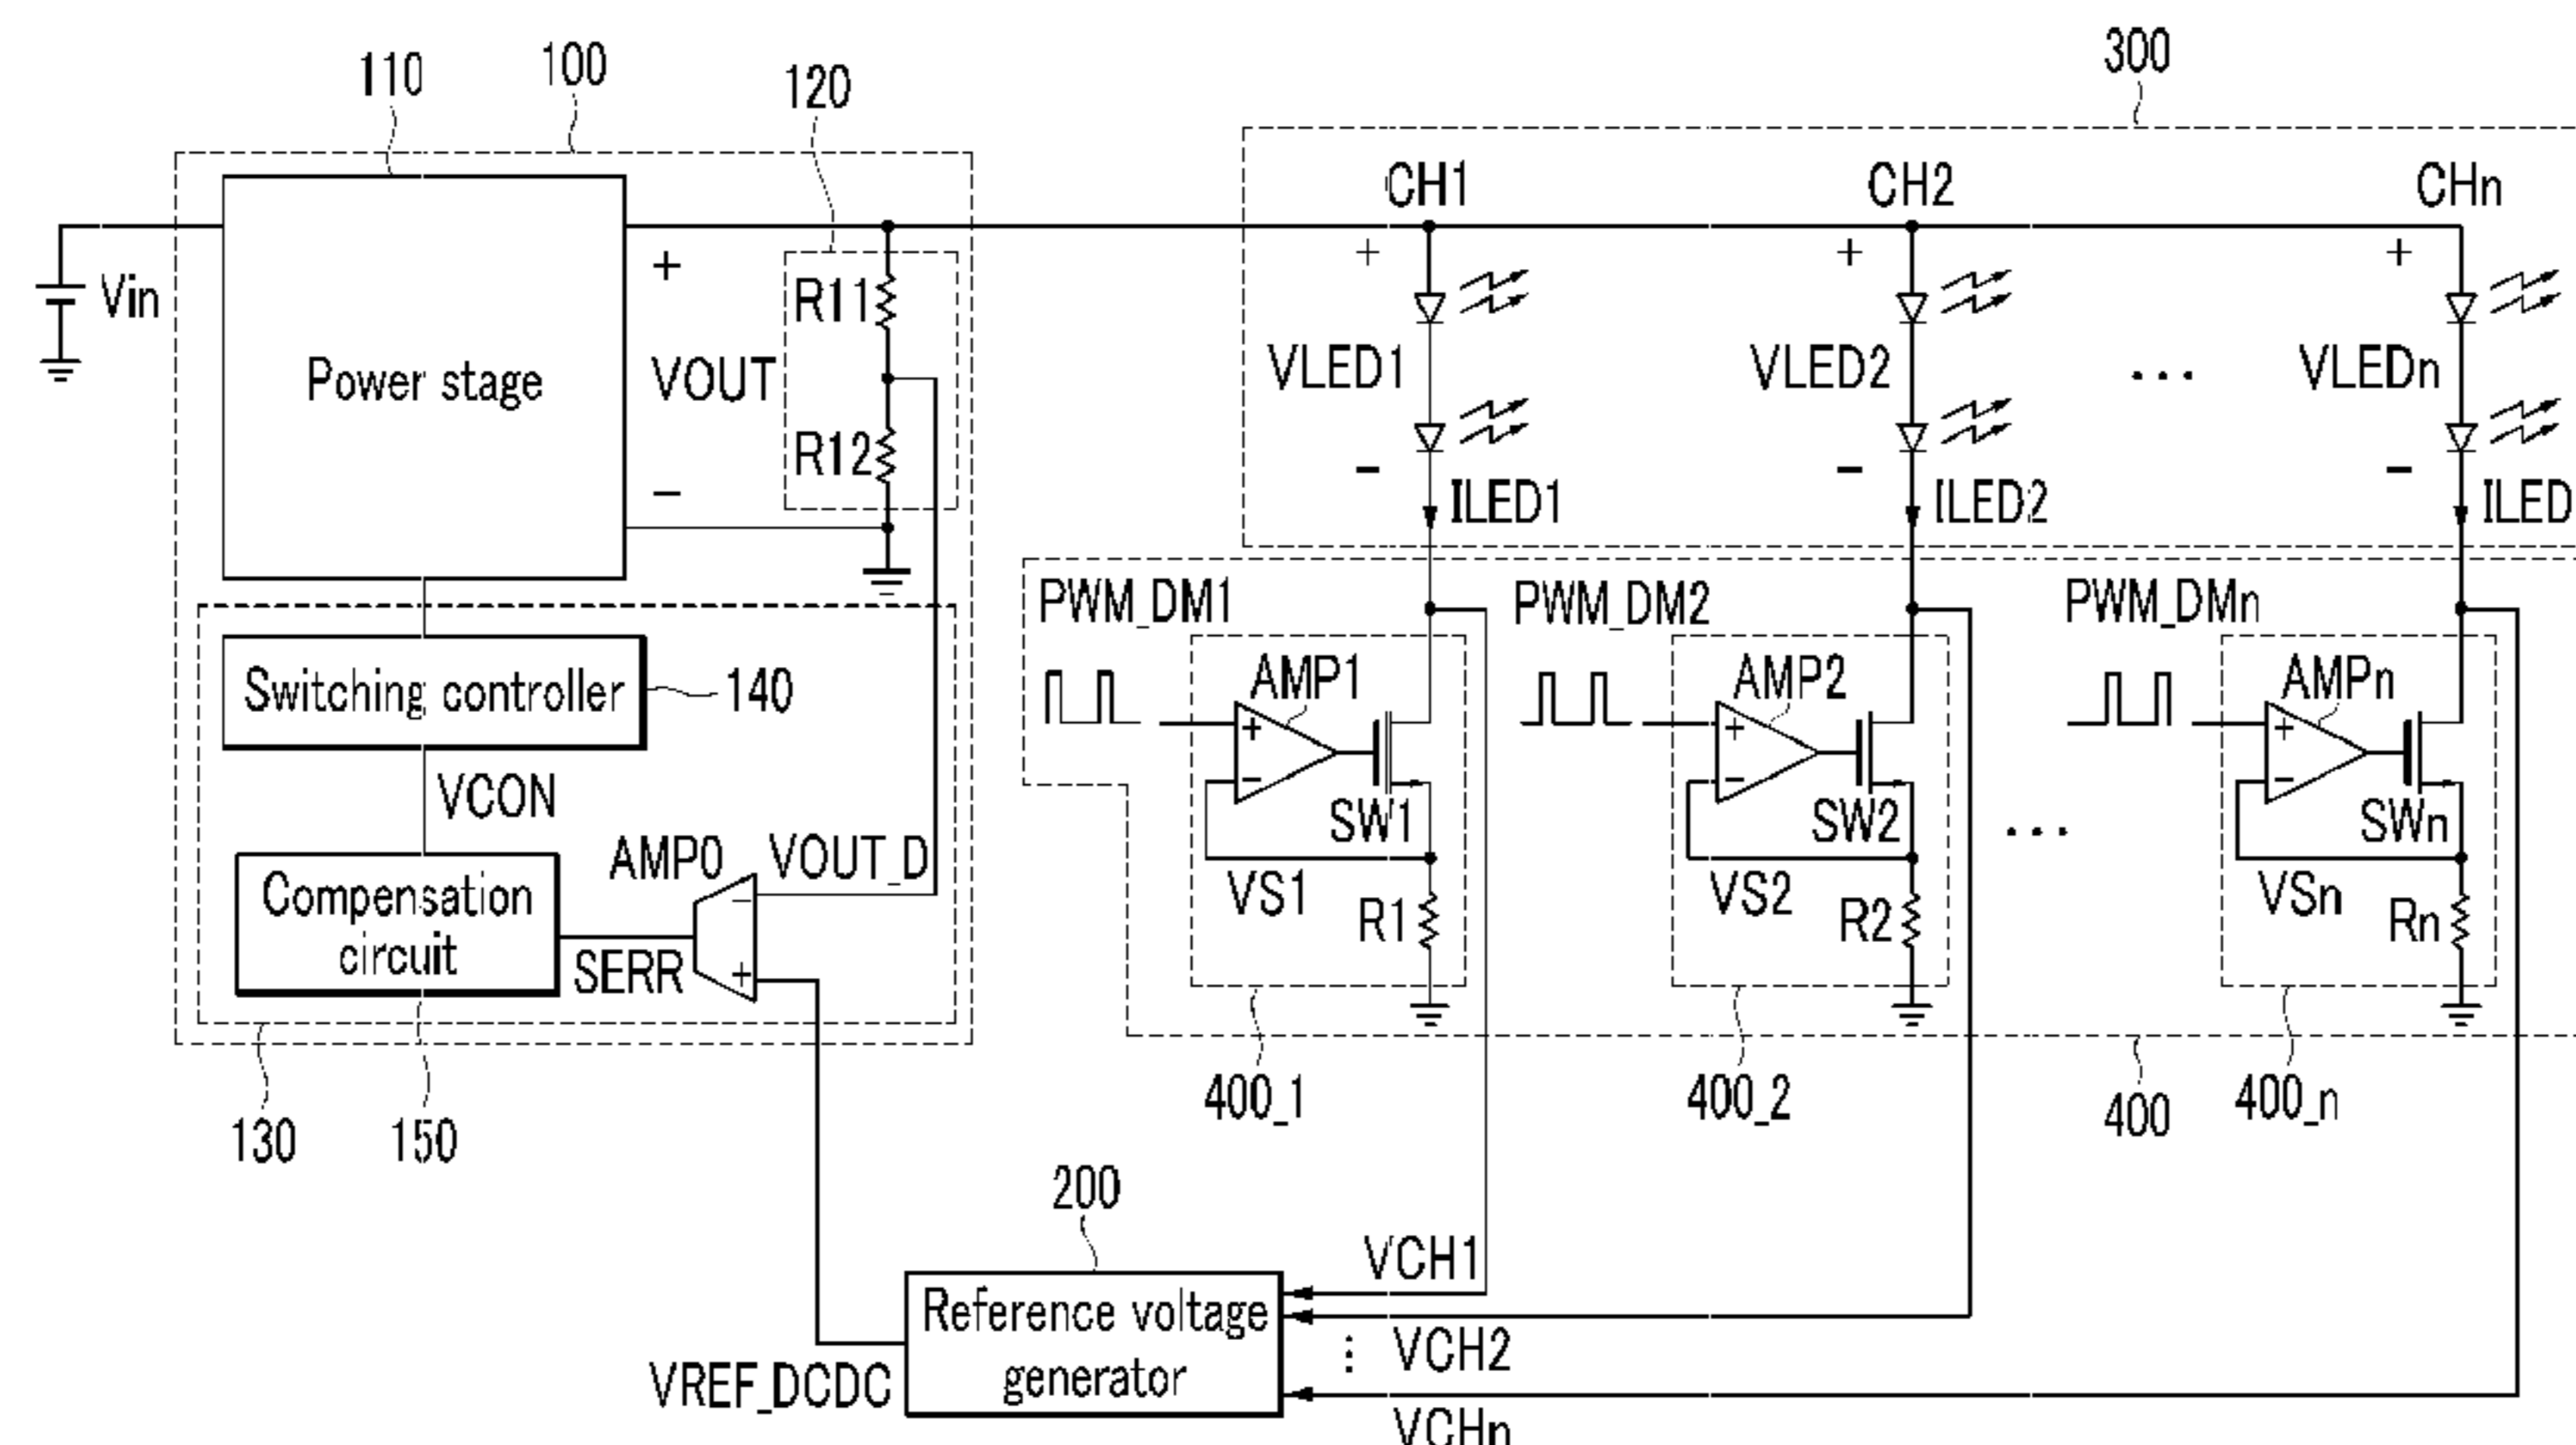 110
100
120
300
CH1
CH2
CHn
+
+
+
+
Vin
R11
Power stage
VOUT
VLED1
VLED2
...
VLEDn
R12
-
-
-
-
ILED1
ILED2
ILED
PWM_DM1
PWM_DM2
PWM_DMn
Switching controller
140
AMP1
AMP2
AMPn
+
+
+
-
-
-
VCON
SW1
SW2
...
SWn
AMP0
VOUT_D
Compensation
circuit
-
+
SERR
VS1
R1
VS2
R2
VSn
Rn
130
150
400_1
400_2
400
400_n
200
VCH1
Reference voltage
generator
VREF_DCDC
⋮
VCH2
VCHn